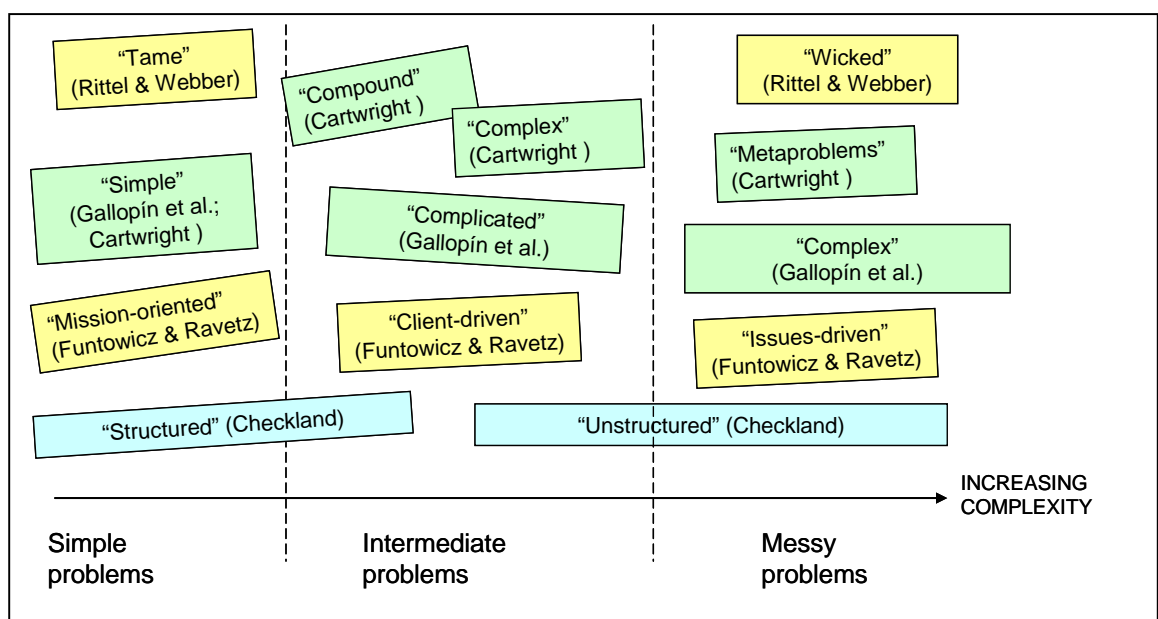 “Tame”
(Rittel & Webber)
“Compound”
(Cartwright )
“Complex”
(Cartwright )
“Wicked”
(Rittel & Webber)
“Metaproblems”
(Cartwright )
“Simple”
(Gallopín et al.;
Cartwright )
“Complicated”
(Gallopín et al.)
“Complex”
(Gallopín et al.)
“Mission-oriented”
(Funtowicz & Ravetz)
“Client-driven”
(Funtowicz & Ravetz)
“Issues-driven”
(Funtowicz & Ravetz)
“Structured” (Checkland)
“Unstructured” (Checkland)
INCREASING
COMPLEXITY
Simple
problems
Intermediate
problems
Messy
problems